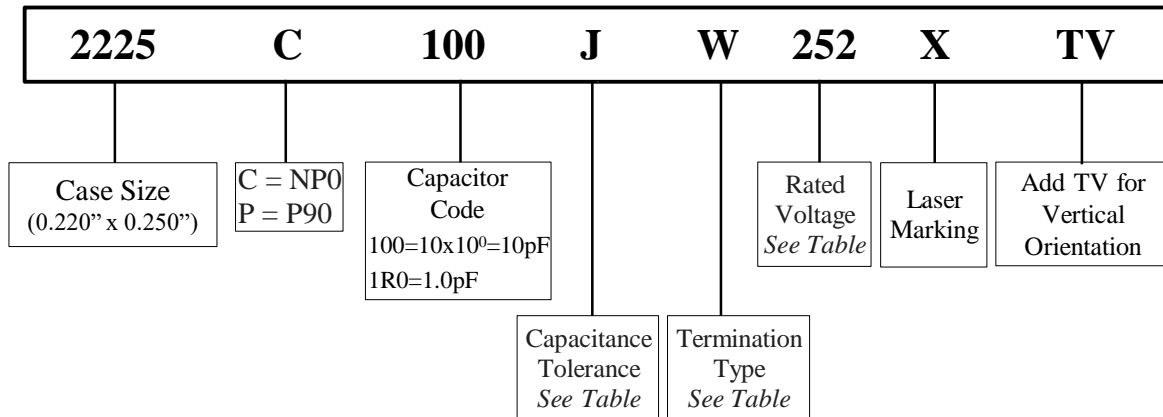 2225 C 100 J W 252 X TV
Case Size
(0.220” x 0.250”)
C = NP0
P = P90
Capacitor
Code
100=10x10⁰=10pF
1R0=1.0pF
Capacitance
Tolerance
See Table
Termination
Type
See Table
Rated
Voltage
See Table
Laser
Marking
Add TV for
Vertical
Orientation